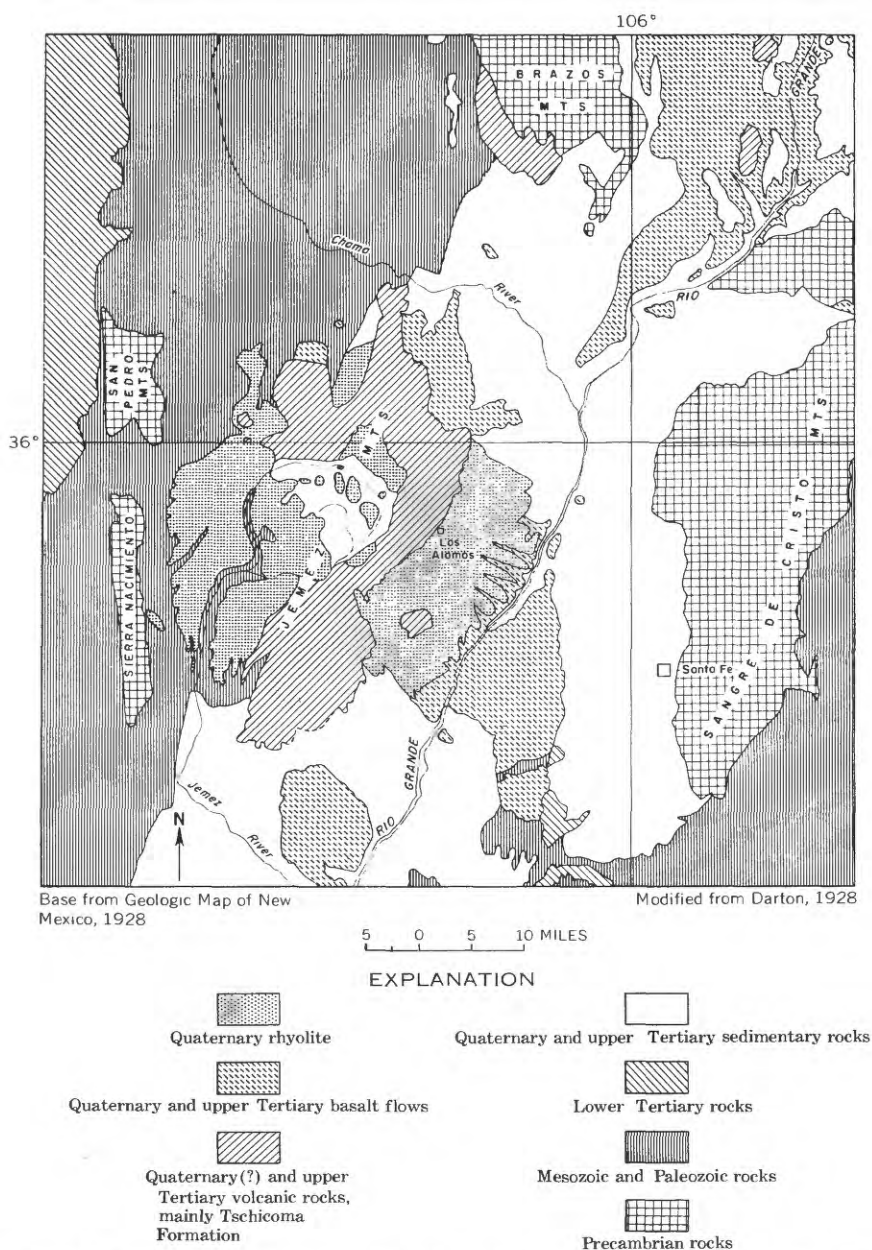 106°
BRAZOS
MTS
GRANDE
Chama
River
RIO
SAN
PEDRO
MTS
36°
MTS
Los
Alamos
JEMEZ
SIERRA NACIMIENTO
SANGRE DE CRISTO MTS
Santa Fe
GRANDE
RIO
Jemez
River
N
Base from Geologic Map of New
Mexico, 1928
Modified from Darton, 1928
5 0 5 10 MILES
EXPLANATION
Quaternary rhyolite
Quaternary and upper Tertiary sedimentary rocks
Quaternary and upper Tertiary basalt flows
Lower Tertiary rocks
Quaternary(?) and upper
Tertiary volcanic rocks,
mainly Tschicoma
Formation
Mesozoic and Paleozoic rocks
Precambrian rocks